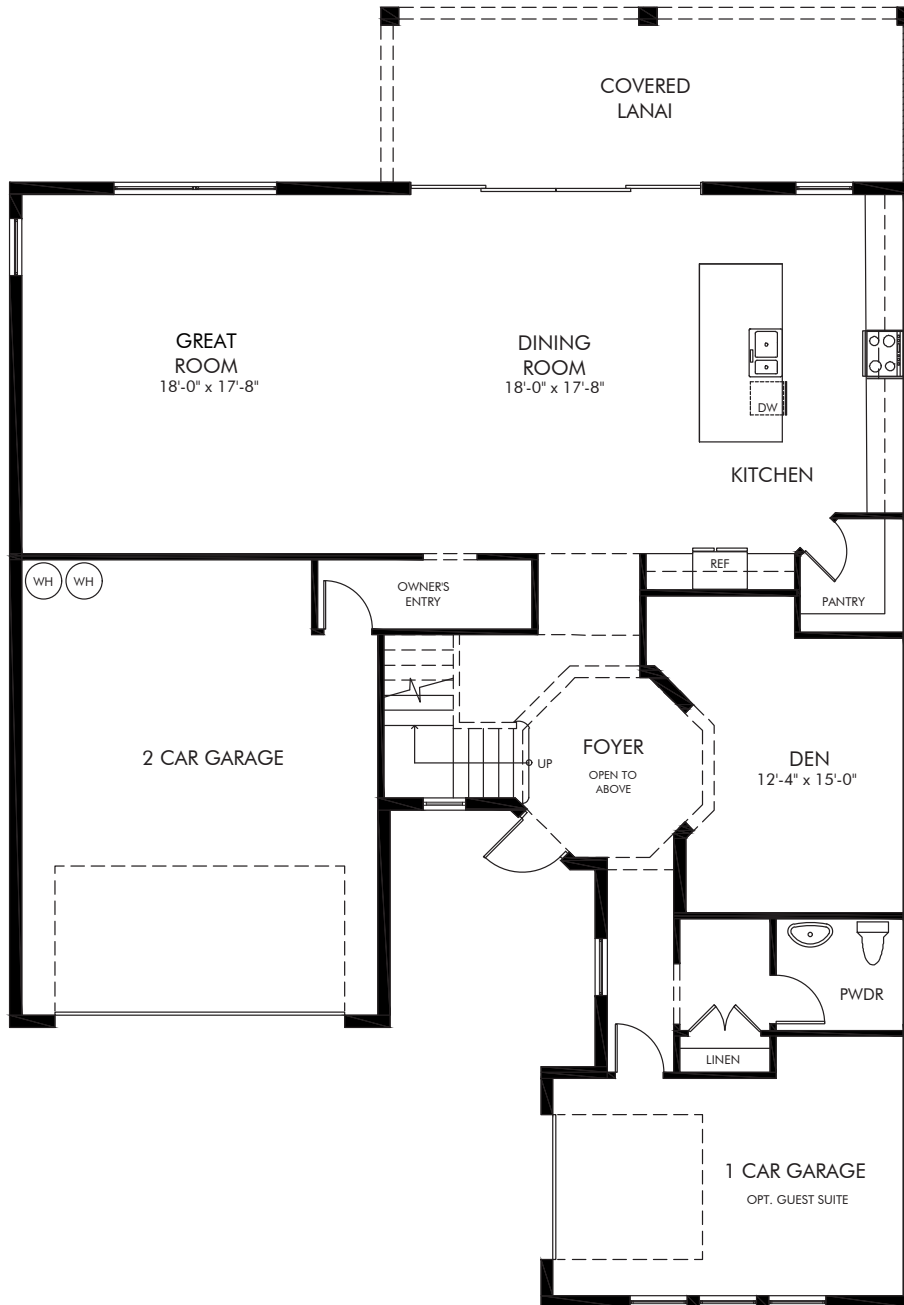 COVERED
LANAI
GREAT
ROOM
18'-0" x 17'-8"
DINING
ROOM
18'-0" x 17'-8"
DW
KITCHEN
WH
WH
OWNER'S
ENTRY
REF
PANTRY
2 CAR GARAGE
UP
FOYER
OPEN TO
ABOVE
DEN
12'-4" x 15'-0"
PWDR
LINEN
1 CAR GARAGE
OPT. GUEST SUITE